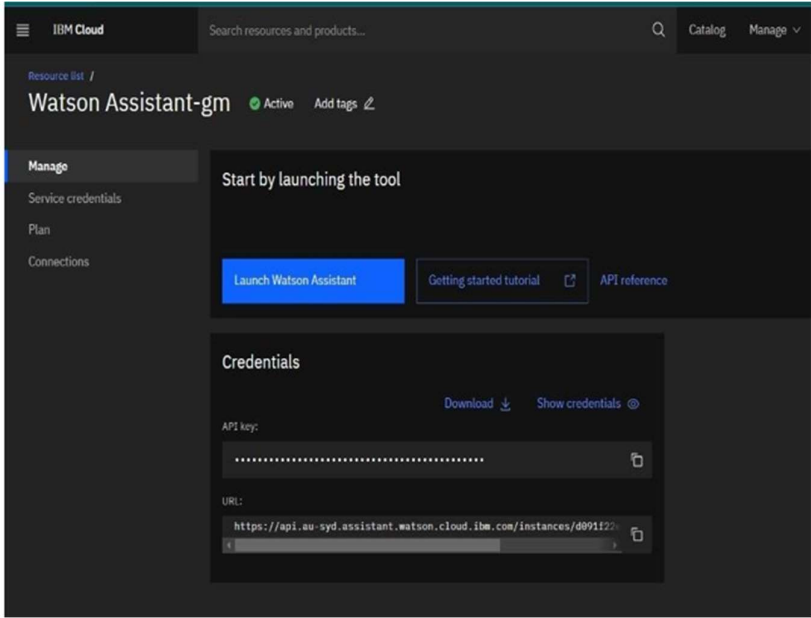 IBM Cloud
Search resources and products...
Catalog
Manage
Resource list /
Watson Assistant-gm
Active
Add tags
Manage
Service credentials
Plan
Connections
Start by launching the tool
Launch Watson Assistant
Getting started tutorial
API reference
Credentials
Download
Show credentials
API key:
••••••••••••••••••••••••••••••••••••••••••••
URL:
https://api.au-syd.assistant.watson.cloud.ibm.com/instances/d091f22